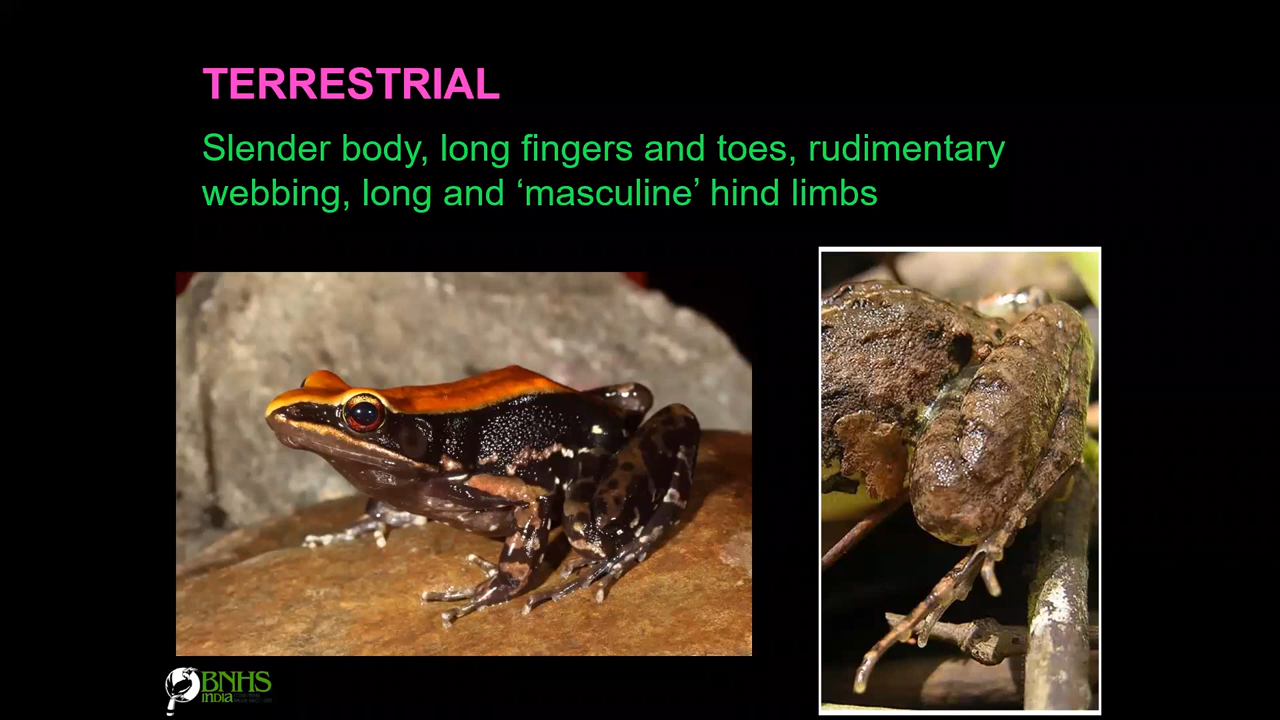 TERRESTRIAL
Slender body, long fingers and toes, rudimentary
webbing, long and ‘masculine’ hind limbs
BNHS
INDIA